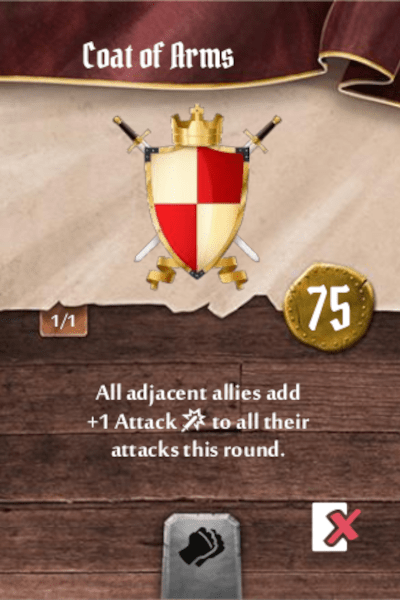 Coat of Arms
1/1
75
All adjacent allies add
+1 Attack to all their
attacks this round.